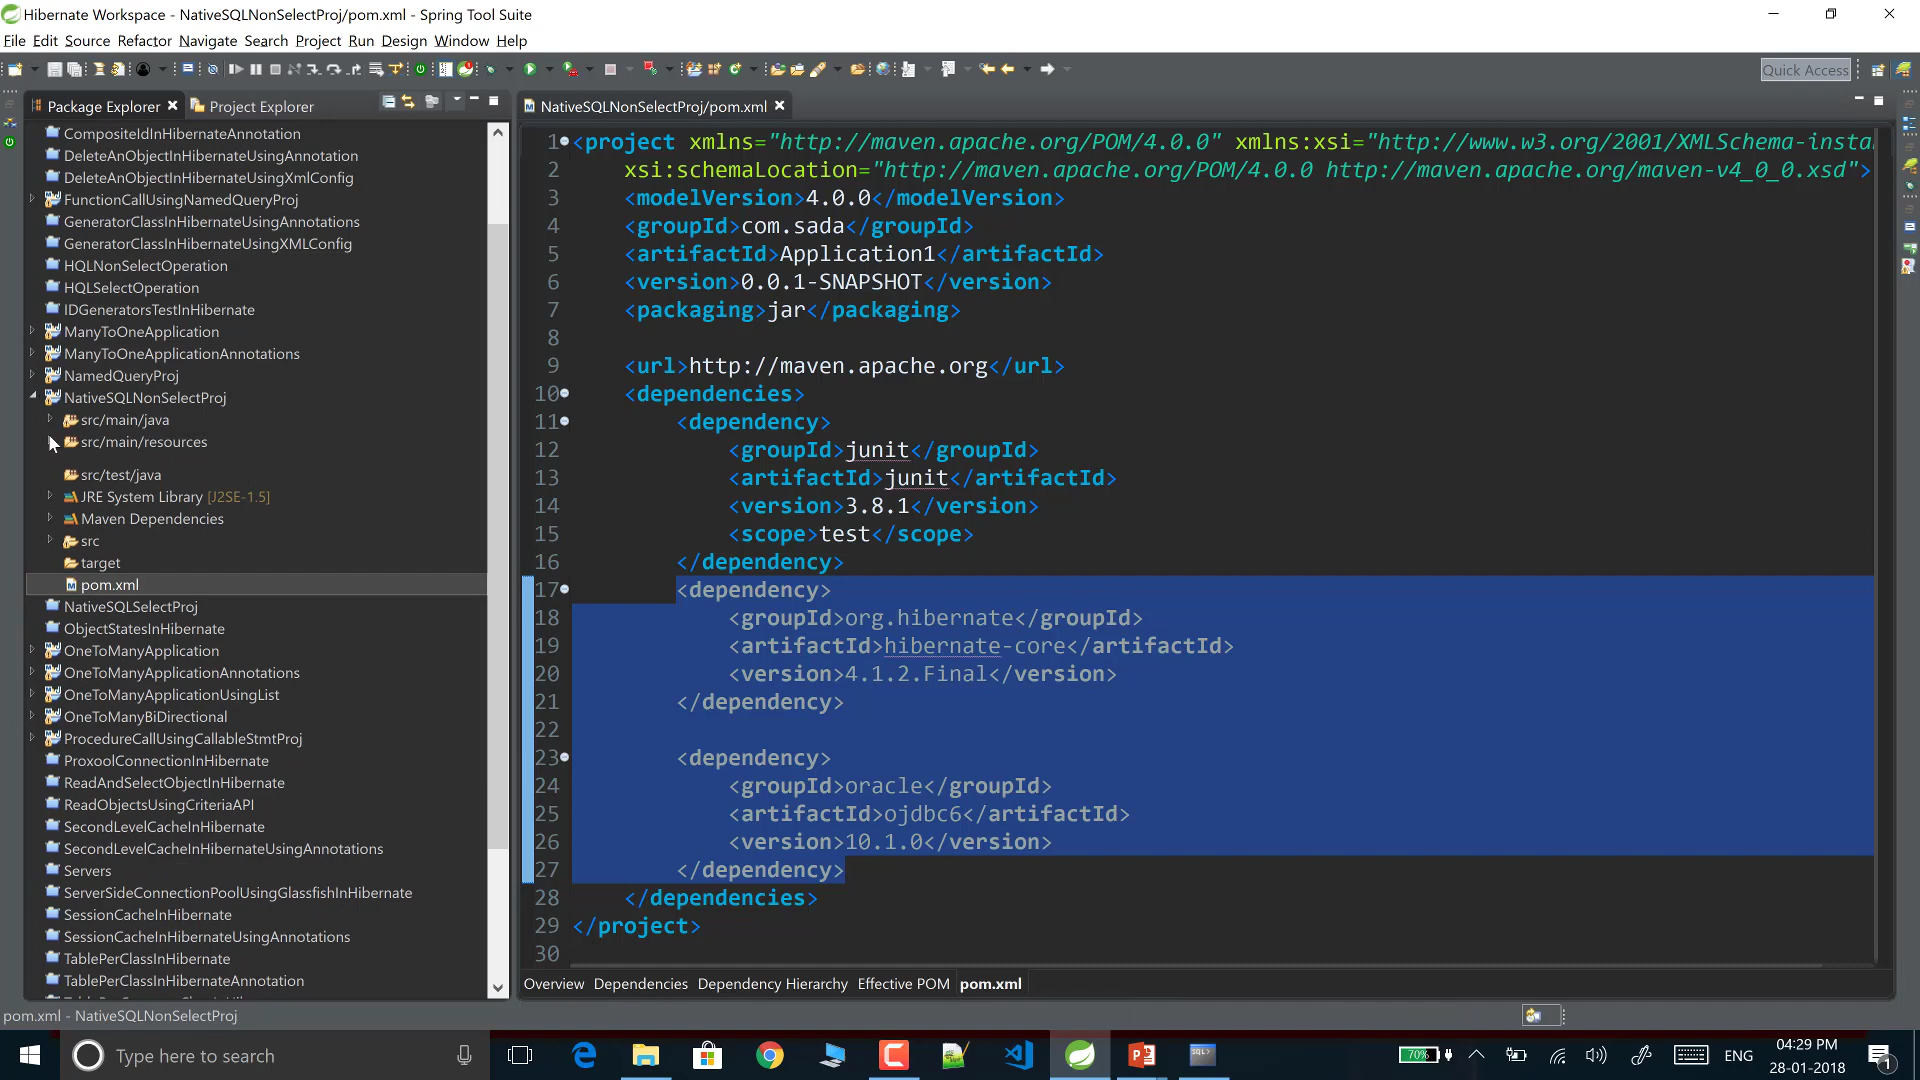 Hibernate Workspace - NativeSQLNonSelectProj/pom.xml - Spring Tool Suite
File Edit Source Refactor Navigate Search Project Run Design Window Help
Quick Access
Package Explorer
Project Explorer
NativeSQLNonSelectProj/pom.xml
CompositeIdInHibernateAnnotation
DeleteAnObjectInHibernateUsingAnnotation
DeleteAnObjectInHibernateUsingXmlConfig
FunctionCallUsingNamedQueryProj
GeneratorClassInHibernateUsingAnnotations
GeneratorClassInHibernateUsingXMLConfig
HQLNonSelectOperation
HQLSelectOperation
IDGeneratorsTestInHibernate
ManyToOneApplication
ManyToOneApplicationAnnotations
NamedQueryProj
NativeSQLNonSelectProj
src/main/java
src/main/resources
src/test/java
JRE System Library [J2SE-1.5]
Maven Dependencies
src
target
pom.xml
NativeSQLSelectProj
ObjectStatesInHibernate
OneToManyApplication
OneToManyApplicationAnnotations
OneToManyApplicationUsingList
OneToManyBiDirectional
ProcedureCallUsingCallableStmtProj
ProxoolConnectionInHibernate
ReadAndSelectObjectInHibernate
ReadObjectsUsingCriteriaAPI
SecondLevelCacheInHibernate
SecondLevelCacheInHibernateUsingAnnotations
Servers
ServerSideConnectionPoolUsingGlassfishInHibernate
SessionCacheInHibernate
SessionCacheInHibernateUsingAnnotations
TablePerClassInHibernate
TablePerClassInHibernateAnnotation
1 <project xmlns="http://maven.apache.org/POM/4.0.0" xmlns:xsi="http://www.w3.org/2001/XMLSchema-insta
2 xsi:schemaLocation="http://maven.apache.org/POM/4.0.0 http://maven.apache.org/maven-v4_0_0.xsd">
3 <modelVersion>4.0.0</modelVersion>
4 <groupId>com.sada</groupId>
5 <artifactId>Application1</artifactId>
6 <version>0.0.1-SNAPSHOT</version>
7 <packaging>jar</packaging>
8
9 <url>http://maven.apache.org</url>
10 <dependencies>
11 <dependency>
12 <groupId>junit</groupId>
13 <artifactId>junit</artifactId>
14 <version>3.8.1</version>
15 <scope>test</scope>
16 </dependency>
17 <dependency>
18 <groupId>org.hibernate</groupId>
19 <artifactId>hibernate-core</artifactId>
20 <version>4.1.2.Final</version>
21 </dependency>
22
23 <dependency>
24 <groupId>oracle</groupId>
25 <artifactId>ojdbc6</artifactId>
26 <version>10.1.0</version>
27 </dependency>
28 </dependencies>
29 </project>
30
Overview Dependencies Dependency Hierarchy Effective POM pom.xml
pom.xml - NativeSQLNonSelectProj
Type here to search
70%
ENG
04:29 PM
28-01-2018
1